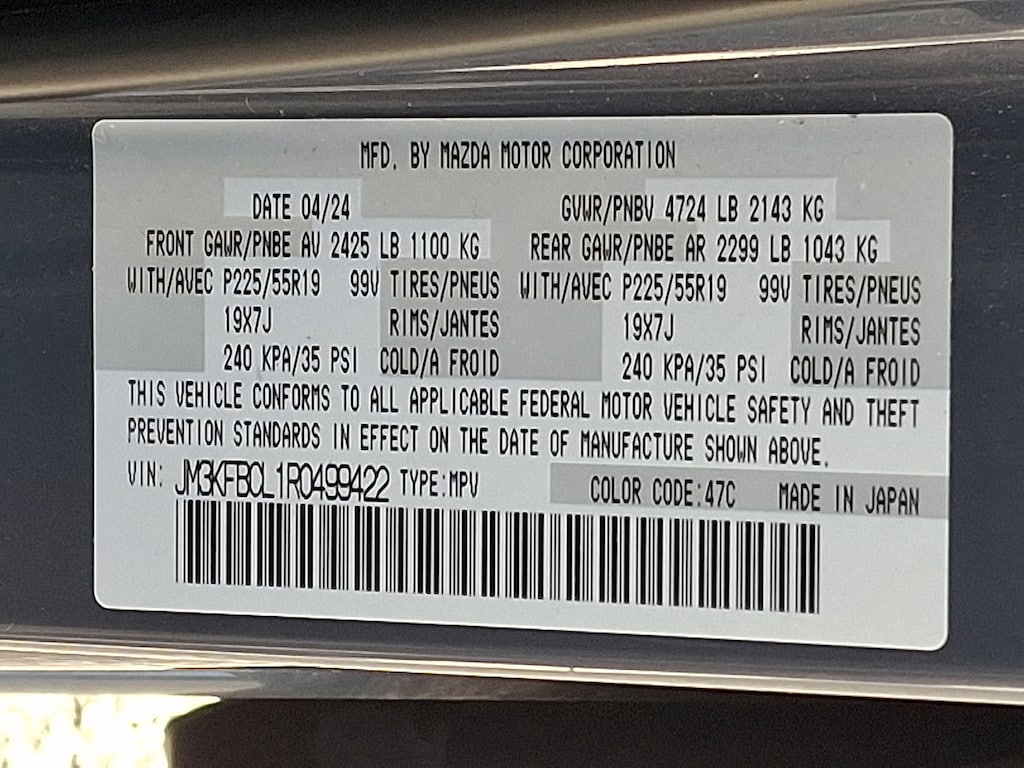 MFD. BY MAZDA MOTOR CORPORATION
DATE 04/24 GVWR/PNBV 4724 LB 2143 KG
FRONT GAWR/PNBE AV 2425 LB 1100 KG REAR GAWR/PNBE AR 2299 LB 1043 KG
WITH/AVEC P225/55R19 99V TIRES/PNEUS WITH/AVEC P225/55R19 99V TIRES/PNEUS
19X7J RIMS/JANTES 19X7J RIMS/JANTES
240 KPA/35 PSI COLD/A FROID 240 KPA/35 PSI COLD/A FROID
THIS VEHICLE CONFORMS TO ALL APPLICABLE FEDERAL MOTOR VEHICLE SAFETY AND THEFT
PREVENTION STANDARDS IN EFFECT ON THE DATE OF MANUFACTURE SHOWN ABOVE.
VIN: JM3KFBCL1R0499422 TYPE:MPV COLOR CODE:47C MADE IN JAPAN